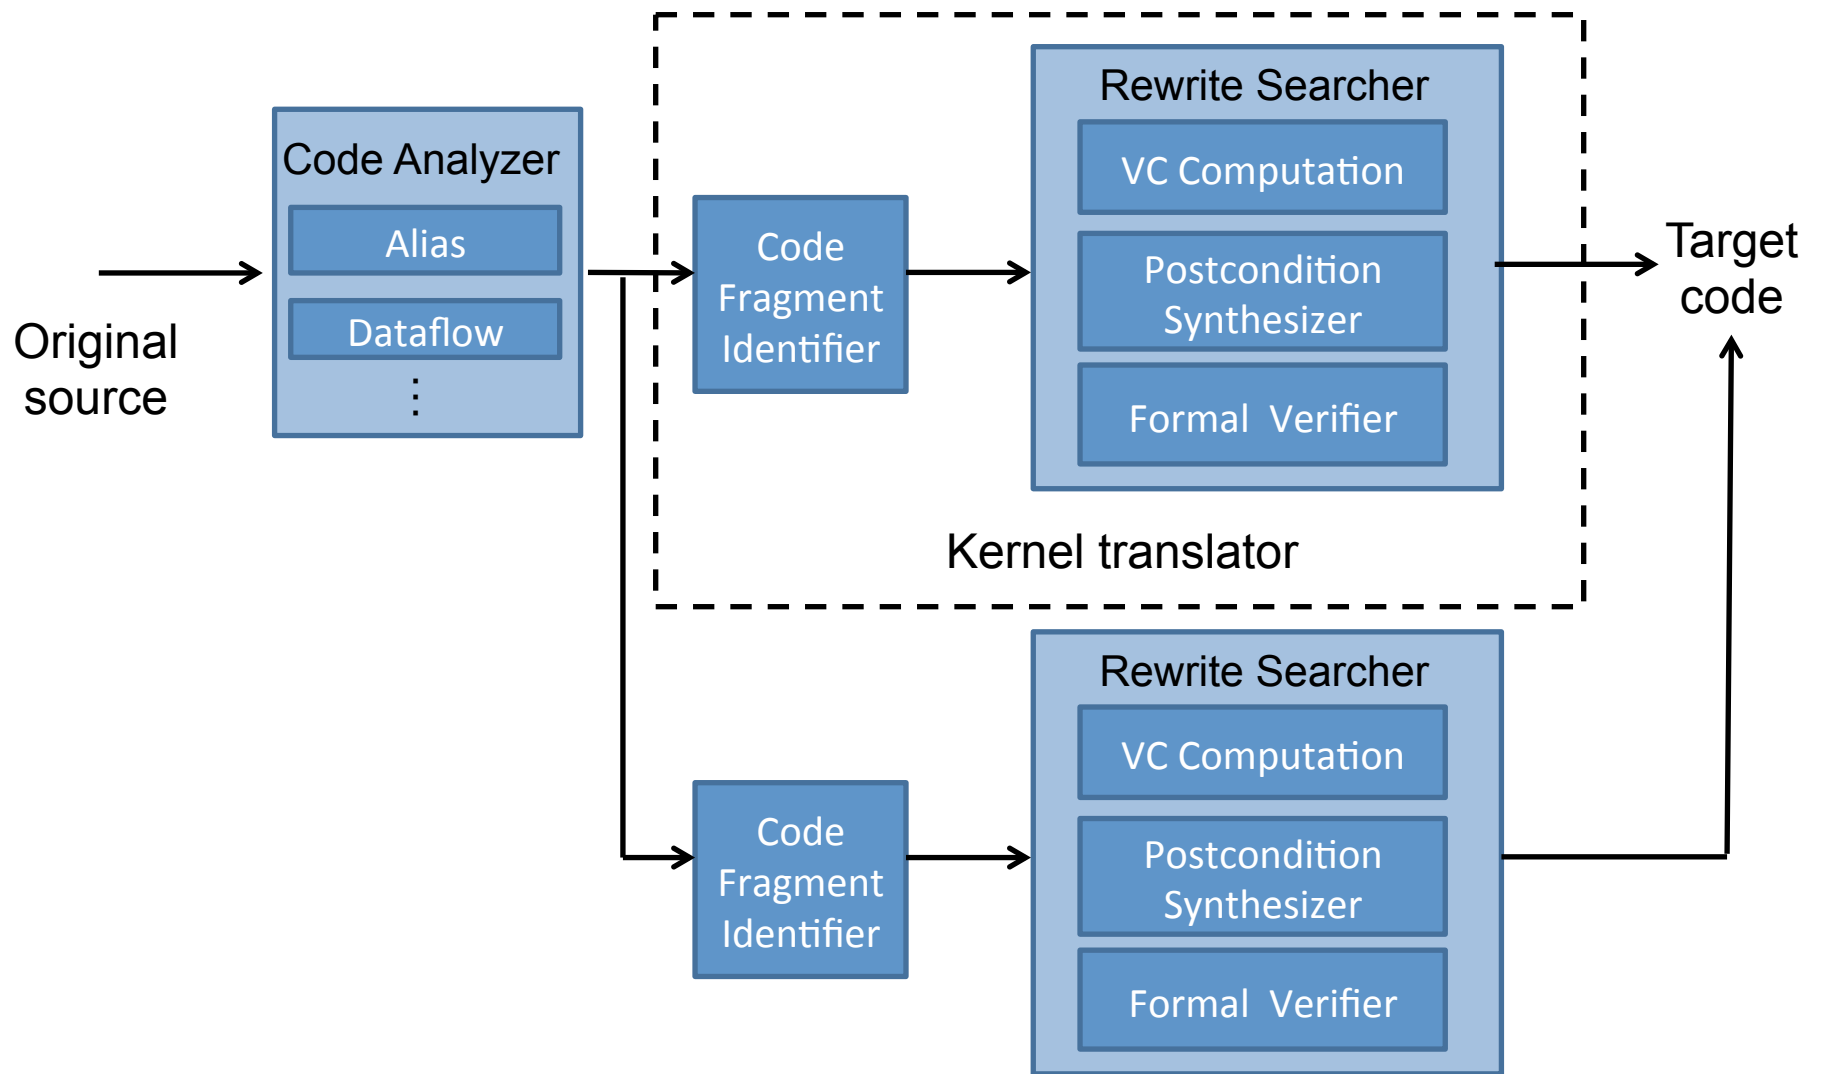 Original
source
Code Analyzer
Alias
Dataflow
⋮
Code
Fragment
Identifier
Rewrite Searcher
VC Computation
Postcondition
Synthesizer
Formal Verifier
Kernel translator
Target
code
Code
Fragment
Identifier
Rewrite Searcher
VC Computation
Postcondition
Synthesizer
Formal Verifier